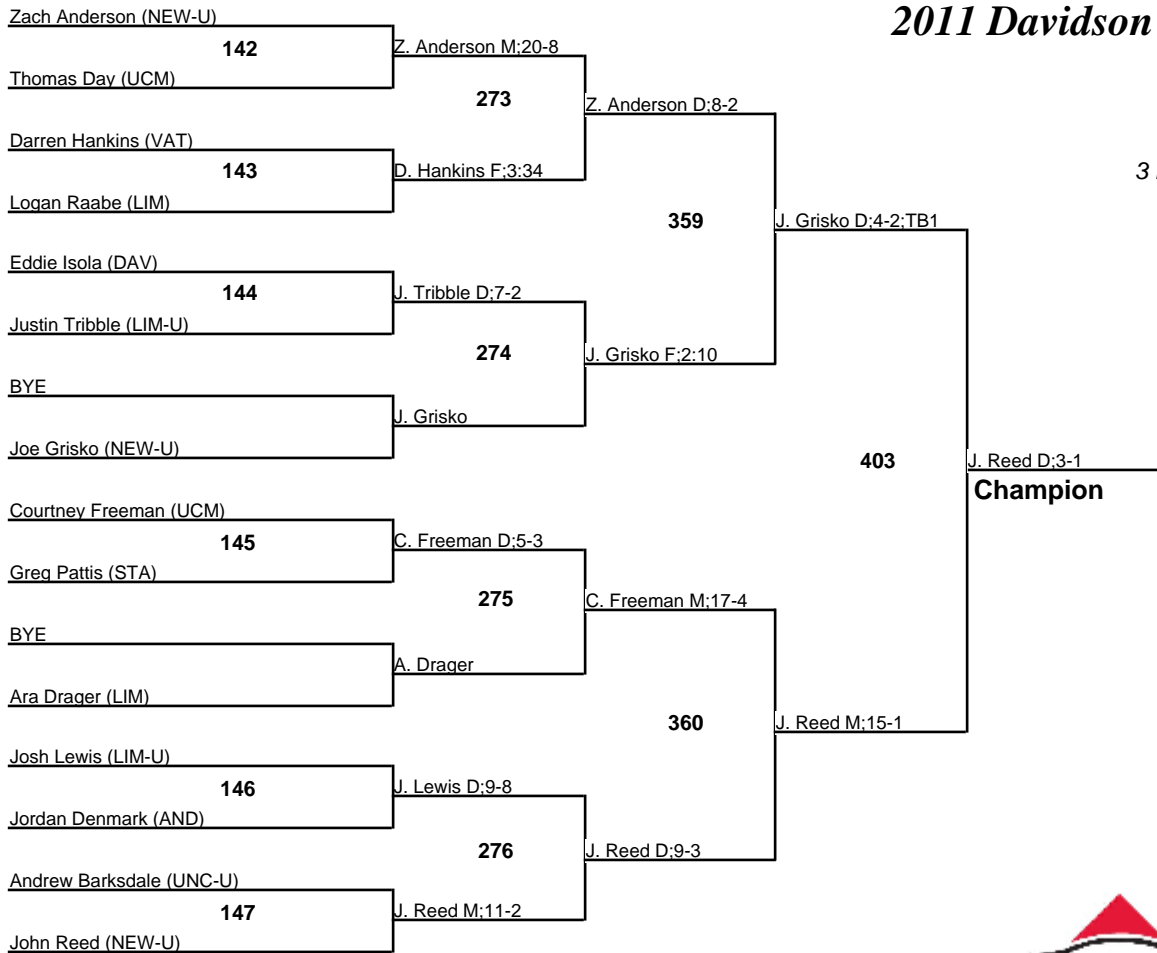 2011 Davidson
3
Zach Anderson (NEW-U)
142
Thomas Day (UCM)
Z. Anderson M;20-8
273
Darren Hankins (VAT)
143
Logan Raabe (LIM)
D. Hankins F;3:34
Z. Anderson D;8-2
359
Eddie Isola (DAV)
144
Justin Tribble (LIM-U)
J. Tribble D;7-2
274
BYE
Joe Grisko (NEW-U)
J. Grisko
J. Grisko F;2:10
J. Grisko D;4-2;TB1
403
J. Reed D;3-1
Champion
Courtney Freeman (UCM)
145
Greg Pattis (STA)
C. Freeman D;5-3
275
BYE
Ara Drager (LIM)
A. Drager
C. Freeman M;17-4
360
J. Reed M;15-1
Josh Lewis (LIM-U)
146
Jordan Denmark (AND)
J. Lewis D;9-8
276
J. Reed D;9-3
Andrew Barksdale (UNC-U)
147
John Reed (NEW-U)
J. Reed M;11-2